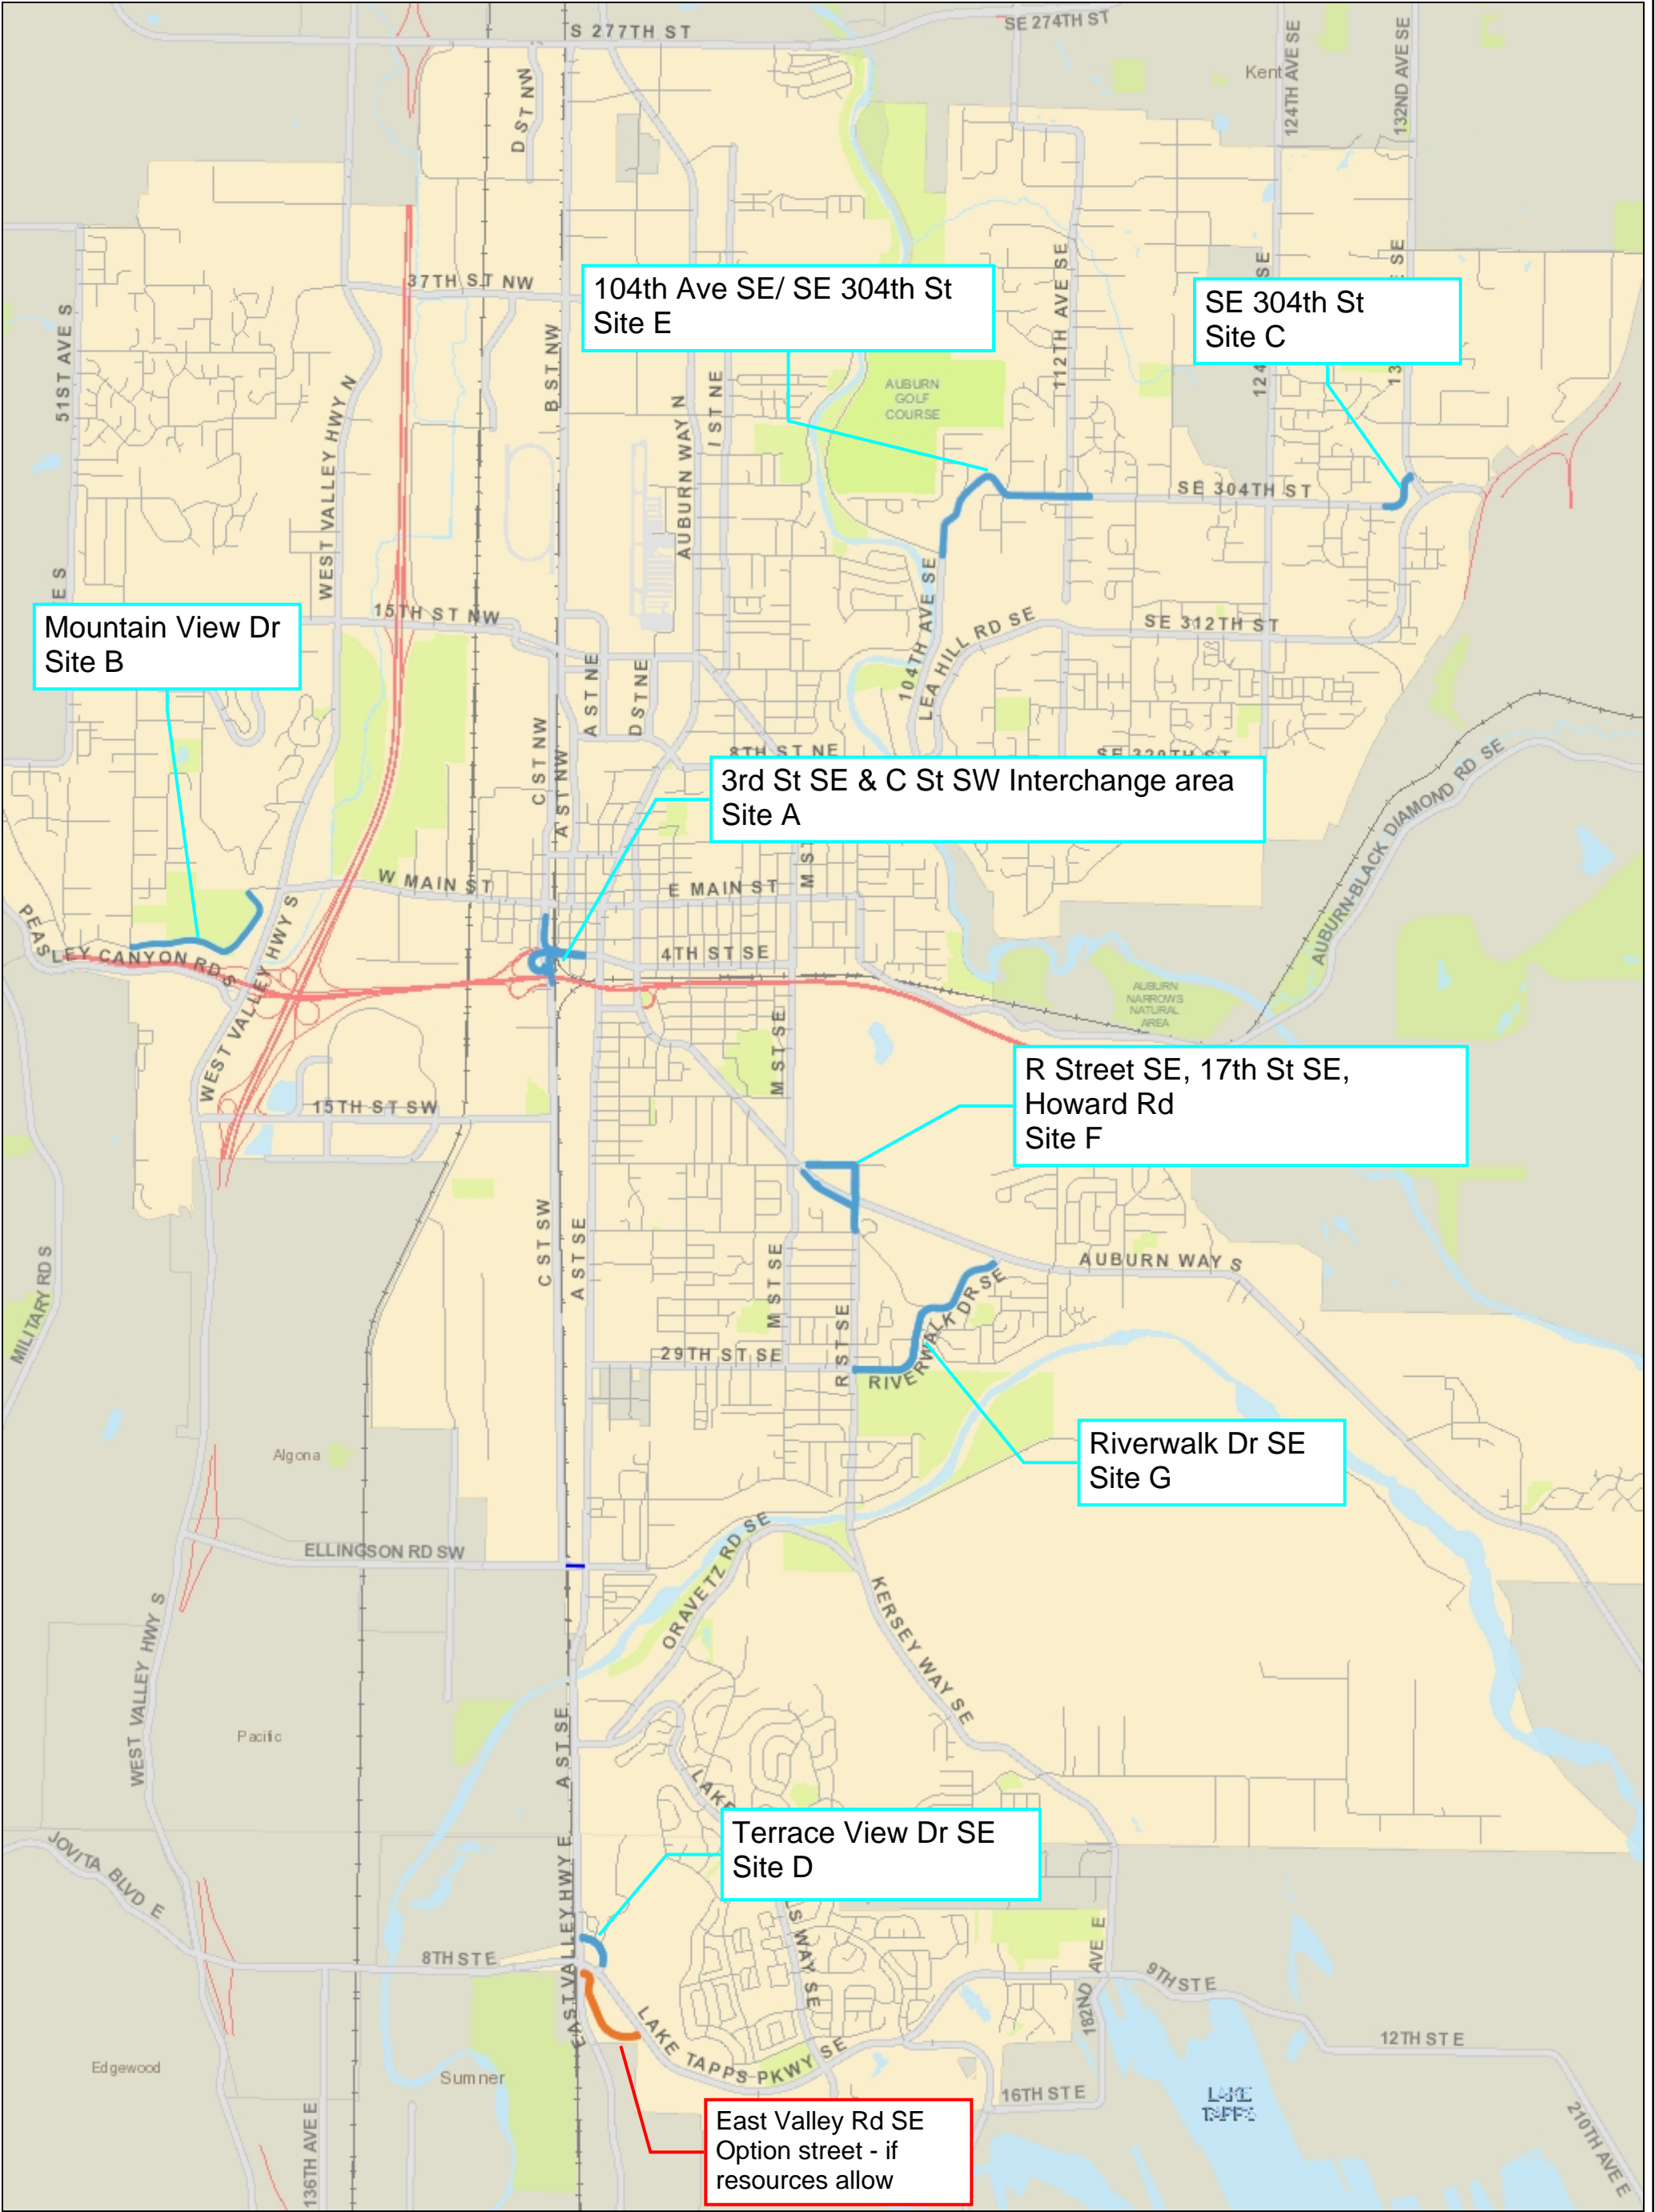 S 277TH ST
SE 274TH ST
Kent
124TH AVE SE
132ND AVE SE
D ST NW
37TH ST NW
104th Ave SE/ SE 304th St
Site E
SE 304th St
Site C
51ST AVE S
WEST VALLEY HWY N
B ST NW
AUBURN WAY N
I ST NE
112TH AVE SE
AUBURN
GOLF
COURSE
SE 304TH ST
E S
Mountain View Dr
Site B
15TH ST NW
104TH AVE SE
LEA HILL RD SE
SE 312TH ST
A ST NE
D ST NE
C ST NW
A ST NW
8TH ST NE
SE 320TH ST
3rd St SE & C St SW Interchange area
Site A
AUBURN-BLACK DIAMOND RD SE
W MAIN ST
E MAIN ST
M ST
PEASLEY CANYON RD S
WEST VALLEY HWY S
4TH ST SE
AUBURN
NARROWS
NATURAL
AREA
M ST SE
R Street SE, 17th St SE,
Howard Rd
Site F
15TH ST SW
C ST SW
A ST SE
M ST SE
R ST SE
AUBURN WAY S
RIVERWALK DR SE
29TH ST SE
MILITARY RD S
Riverwalk Dr SE
Site G
Algona
ELLINGSON RD SW
ORAVETZ RD SE
KERSEY WAY SE
WEST VALLEY HWY S
Pacific
A ST SE
LAKE
Terrace View Dr SE
Site D
S WAY SE
JOVITA BLVD E
EAST VALLEY HWY E
8TH ST E
182ND AVE E
9TH ST E
LAKE TAPPS PKWY SE
12TH ST E
Edgewood
Sumner
16TH ST E
LAKE
TAPPS
136TH AVE E
210TH AVE E
East Valley Rd SE
Option street - if
resources allow